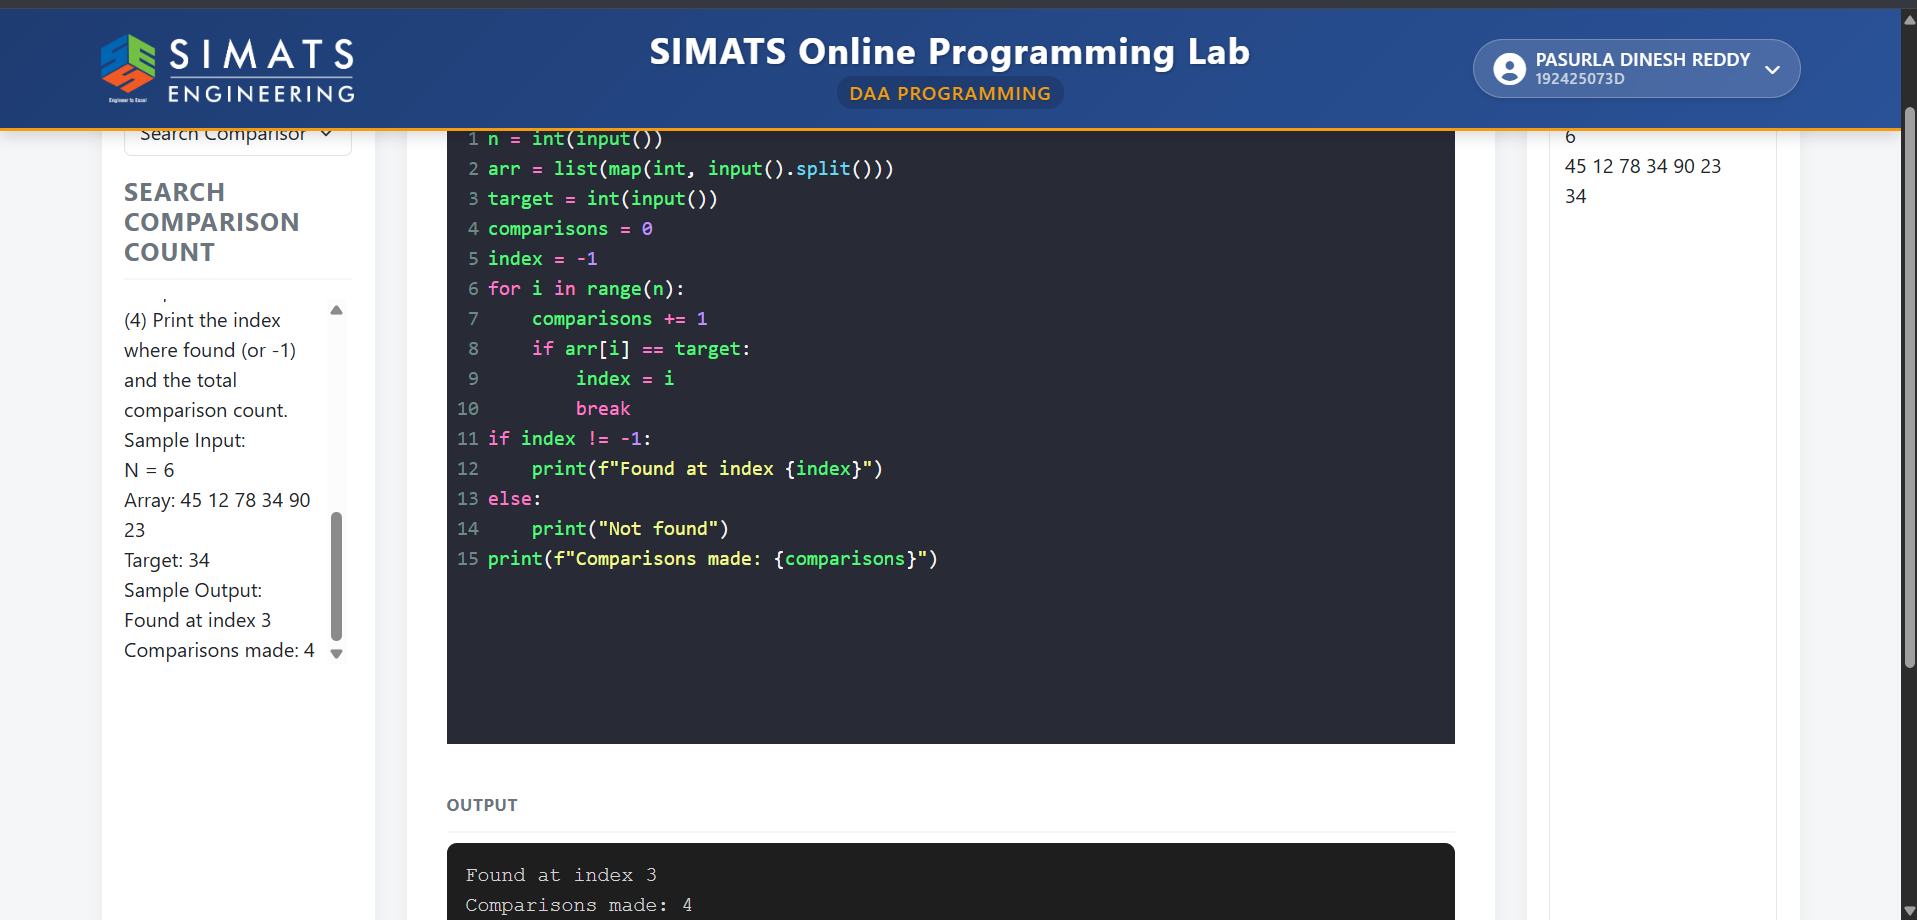 SIMATS
ENGINEERING
Engineer to Excel
SIMATS Online Programming Lab
DAA PROGRAMMING
PASURLA DINESH REDDY
192425073D
Search Comparison
SEARCH
COMPARISON
COUNT
(4) Print the index
where found (or -1)
and the total
comparison count.
Sample Input:
N = 6
Array: 45 12 78 34 90
23
Target: 34
Sample Output:
Found at index 3
Comparisons made: 4
1 n = int(input())
2 arr = list(map(int, input().split()))
3 target = int(input())
4 comparisons = 0
5 index = -1
6 for i in range(n):
7     comparisons += 1
8     if arr[i] == target:
9         index = i
10         break
11 if index != -1:
12     print(f"Found at index {index}")
13 else:
14     print("Not found")
15 print(f"Comparisons made: {comparisons}")
OUTPUT
Found at index 3
Comparisons made: 4
6
45 12 78 34 90 23
34